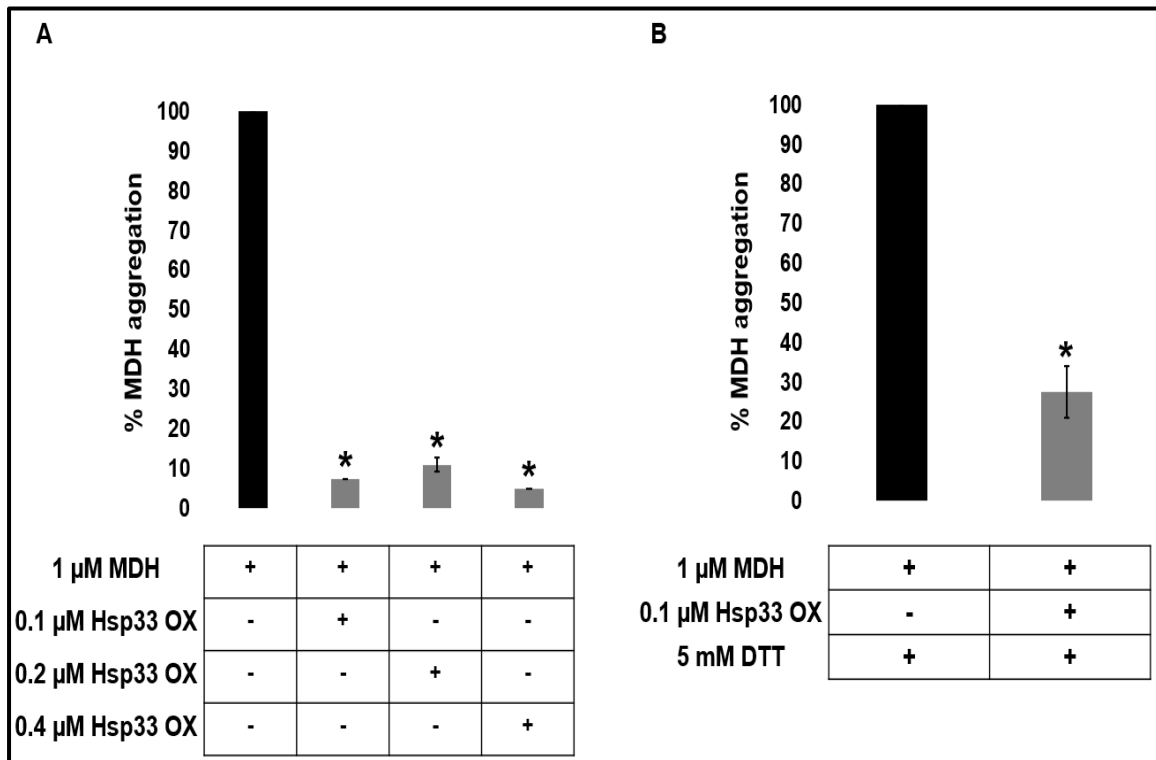 A
% MDH aggregation
100
90
80
70
60
50
40
30
20
10
0
*
*
*
1 µM MDH + + + +
0.1 µM Hsp33 OX - + - -
0.2 µM Hsp33 OX - - + -
0.4 µM Hsp33 OX - - - +
B
% MDH aggregation
100
90
80
70
60
50
40
30
20
10
0
*
1 µM MDH + +
0.1 µM Hsp33 OX - +
5 mM DTT + +